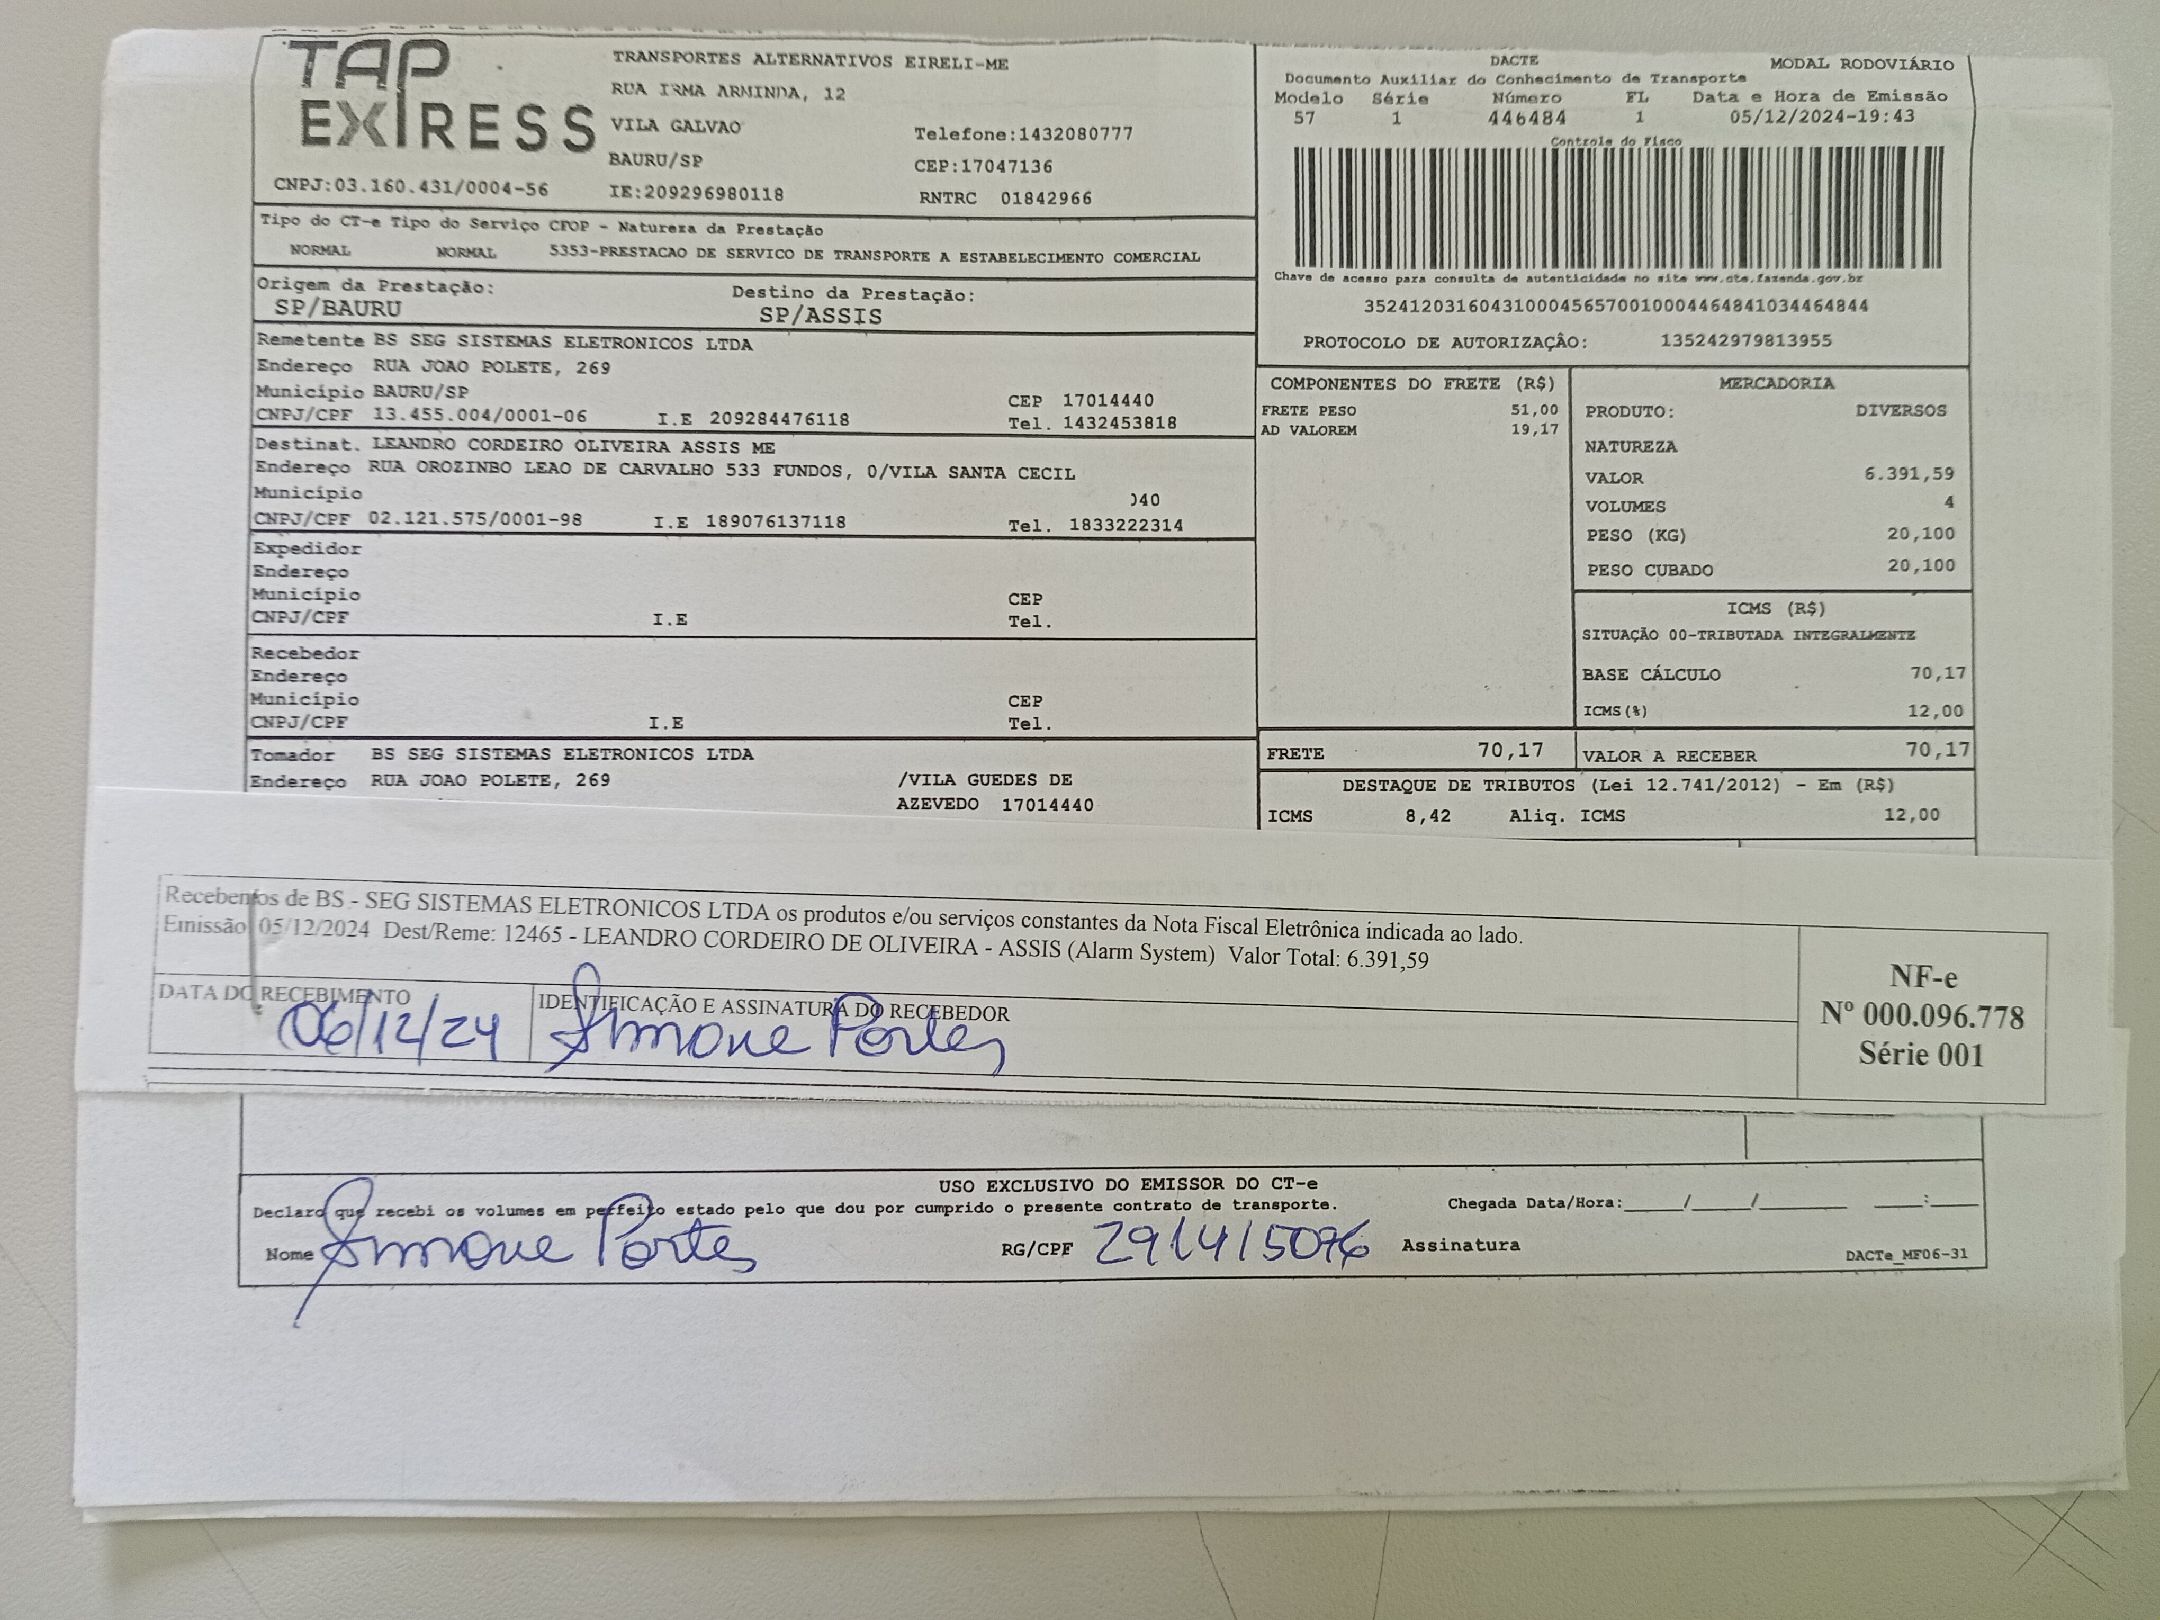 TAP
EXPRESS
CNPJ:03.160.431/0004-56
TRANSPORTES ALTERNATIVOS EIRELI-ME
RUA IRMA ARMINDA, 12
VILA GALVAO
BAURU/SP
IE:209296980118
Telefone:1432080777
CEP:17047136
RNTRC 01842966
DACTE
MODAL RODOVIÁRIO
Documento Auxiliar do Conhecimento de Transporte
Modelo Série Número FL Data e Hora de Emissão
57 1 446484 1 05/12/2024-19:43
Controle do Fisco
Chave de acesso para consulta de autenticidade no site www.cte.fazenda.gov.br
35241203160431000456570010004464841034464844
PROTOCOLO DE AUTORIZAÇÂO: 135242979813955
Tipo do CT-e Tipo do Serviço CFOP - Natureza da Prestação
NORMAL NORMAL 5353-PRESTACAO DE SERVICO DE TRANSPORTE A ESTABELECIMENTO COMERCIAL
Origem da Prestação: Destino da Prestação:
SP/BAURU SP/ASSIS
Remetente BS SEG SISTEMAS ELETRONICOS LTDA
Endereço RUA JOAO POLETE, 269
Município BAURU/SP CEP 17014440
CNPJ/CPF 13.455.004/0001-06 I.E 209284476118 Tel. 1432453818
Destinat. LEANDRO CORDEIRO OLIVEIRA ASSIS ME
Endereço RUA OROZINBO LEAO DE CARVALHO 533 FUNDOS, 0/VILA SANTA CECIL
Município 040
CNPJ/CPF 02.121.575/0001-98 I.E 189076137118 Tel. 1833222314
Expedidor
Endereço
Município CEP
CNPJ/CPF I.E Tel.
Recebedor
Endereço
Município CEP
CNPJ/CPF I.E Tel.
Tomador BS SEG SISTEMAS ELETRONICOS LTDA
Endereço RUA JOAO POLETE, 269 /VILA GUEDES DE
AZEVEDO 17014440
COMPONENTES DO FRETE (R$)
FRETE PESO 51,00
AD VALOREM 19,17
MERCADORIA
PRODUTO: DIVERSOS
NATUREZA
VALOR 6.391,59
VOLUMES 4
PESO (KG) 20,100
PESO CUBADO 20,100
ICMS (R$)
SITUAÇÃO 00-TRIBUTADA INTEGRALMENTE
BASE CÁLCULO 70,17
ICMS(%) 12,00
FRETE 70,17 VALOR A RECEBER 70,17
DESTAQUE DE TRIBUTOS (Lei 12.741/2012) - Em (R$)
ICMS 8,42 Aliq. ICMS 12,00
Recebemos de BS - SEG SISTEMAS ELETRONICOS LTDA os produtos e/ou serviços constantes da Nota Fiscal Eletrônica indicada ao lado.
Emissão 05/12/2024 Dest/Reme: 12465 - LEANDRO CORDEIRO DE OLIVEIRA - ASSIS (Alarm System) Valor Total: 6.391,59
DATA DO RECEBIMENTO IDENTIFICAÇÃO E ASSINATURA DO RECEBEDOR
06/12/24 Simone Portes
NF-e
Nº 000.096.778
Série 001
USO EXCLUSIVO DO EMISSOR DO CT-e
Declaro que recebi os volumes em perfeito estado pelo que dou por cumprido o presente contrato de transporte. Chegada Data/Hora:_____/_____/_______ ____:____
Nome Simone Portes RG/CPF Assinatura DACTe_MF06-31